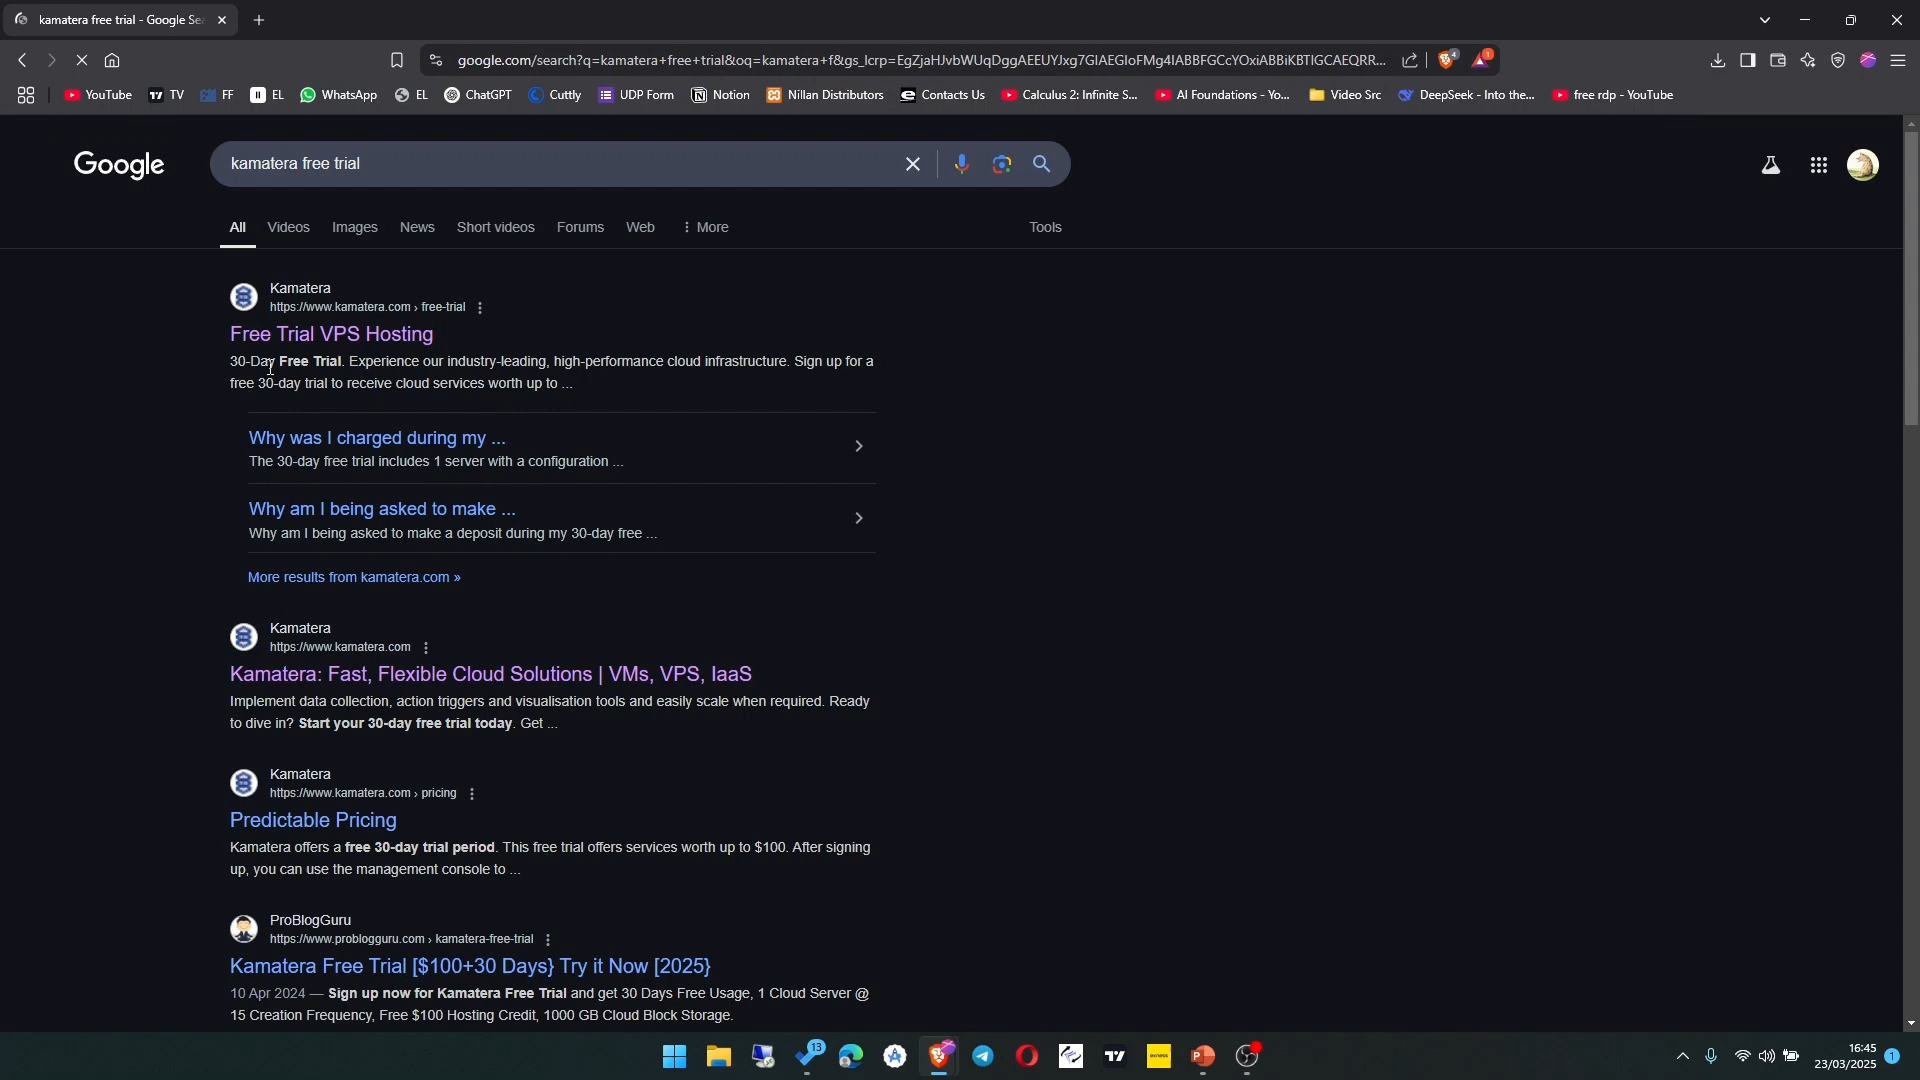 kamatera free trial - Google Se
google.com/search?q=kamatera+free+trial&oq=kamatera+f&gs_lcrp=EgZjaHJvbWUqDggAEEUYJxg7GIAEGIoFMg4IABBFGCcYOxiABBiKBTIGCAEQRR...
4
1
YouTube
TV
FF
EL
WhatsApp
EL
ChatGPT
Cuttly
UDP Form
Notion
Nillan Distributors
Contacts Us
Calculus 2: Infinite S...
AI Foundations - Yo...
Video Src
DeepSeek - Into the...
free rdp - YouTube
Google
kamatera free trial
All
Videos
Images
News
Short videos
Forums
Web
More
Tools
Kamatera
https://www.kamatera.com › free-trial
Free Trial VPS Hosting
30-Day Free Trial. Experience our industry-leading, high-performance cloud infrastructure. Sign up for a
free 30-day trial to receive cloud services worth up to ...
Why was I charged during my ...
The 30-day free trial includes 1 server with a configuration ...
Why am I being asked to make ...
Why am I being asked to make a deposit during my 30-day free ...
More results from kamatera.com »
Kamatera
https://www.kamatera.com
Kamatera: Fast, Flexible Cloud Solutions | VMs, VPS, IaaS
Implement data collection, action triggers and visualisation tools and easily scale when required. Ready
to dive in? Start your 30-day free trial today. Get ...
Kamatera
https://www.kamatera.com › pricing
Predictable Pricing
Kamatera offers a free 30-day trial period. This free trial offers services worth up to $100. After signing
up, you can use the management console to ...
ProBlogGuru
https://www.problogguru.com › kamatera-free-trial
Kamatera Free Trial [$100+30 Days} Try it Now [2025}
10 Apr 2024 — Sign up now for Kamatera Free Trial and get 30 Days Free Usage, 1 Cloud Server @
15 Creation Frequency, Free $100 Hosting Credit, 1000 GB Cloud Block Storage.
13
16:45
23/03/2025
1